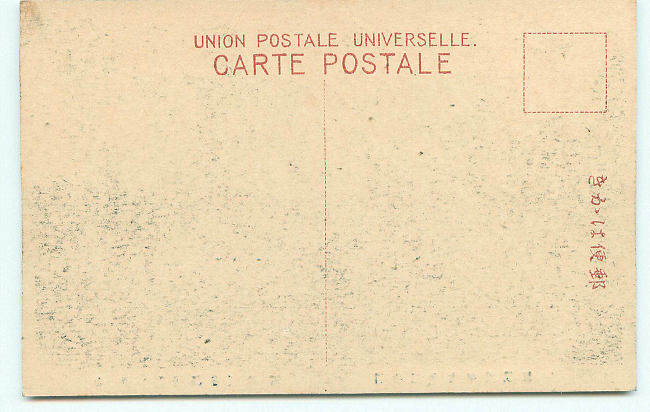 UNION POSTALE UNIVERSELLE.
CARTE POSTALE
郵便はかき